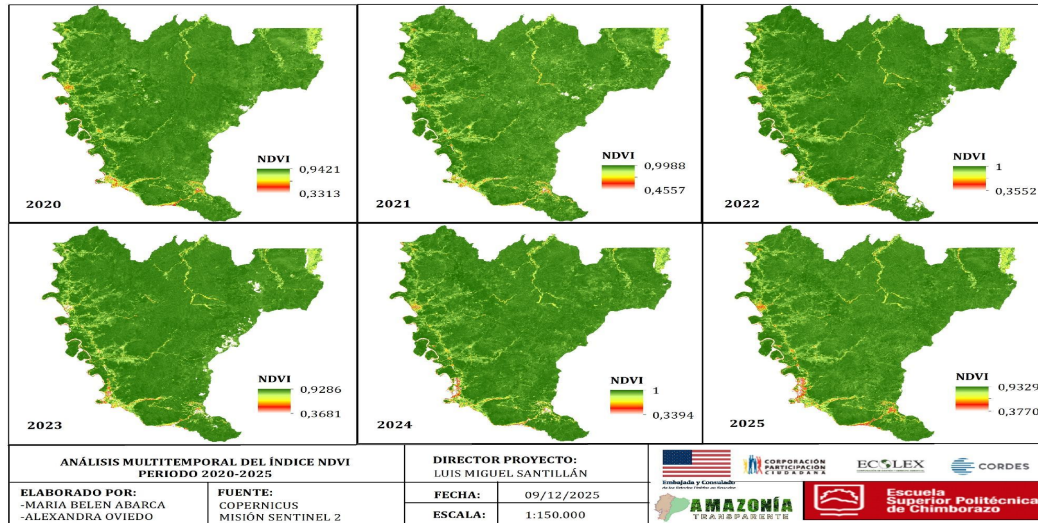 NDVI
0,9421
0,3313
2020
NDVI
0,9988
0,4557
2021
NDVI
1
0,3552
2022
NDVI
0,9286
0,3681
2023
NDVI
1
0,3394
2024
NDVI
0,9329
0,3770
2025
ANÁLISIS MULTITEMPORAL DEL ÍNDICE NDVI
PERIODO 2020-2025
DIRECTOR PROYECTO:
LUIS MIGUEL SANTILLÁN
ELABORADO POR:
-MARIA BELEN ABARCA
-ALEXANDRA OVIEDO
FUENTE:
COPERNICUS
MISIÓN SENTINEL 2
FECHA:
09/12/2025
ESCALA:
1:150.000
Embajada y Consulado
CORPORACIÓN
PARTICIPACIÓN
CIUDADANA
ECOLEX
CORDES
AMAZONÍA
TRANSPARENTE
Escuela
Superior Politécnica
de Chimborazo